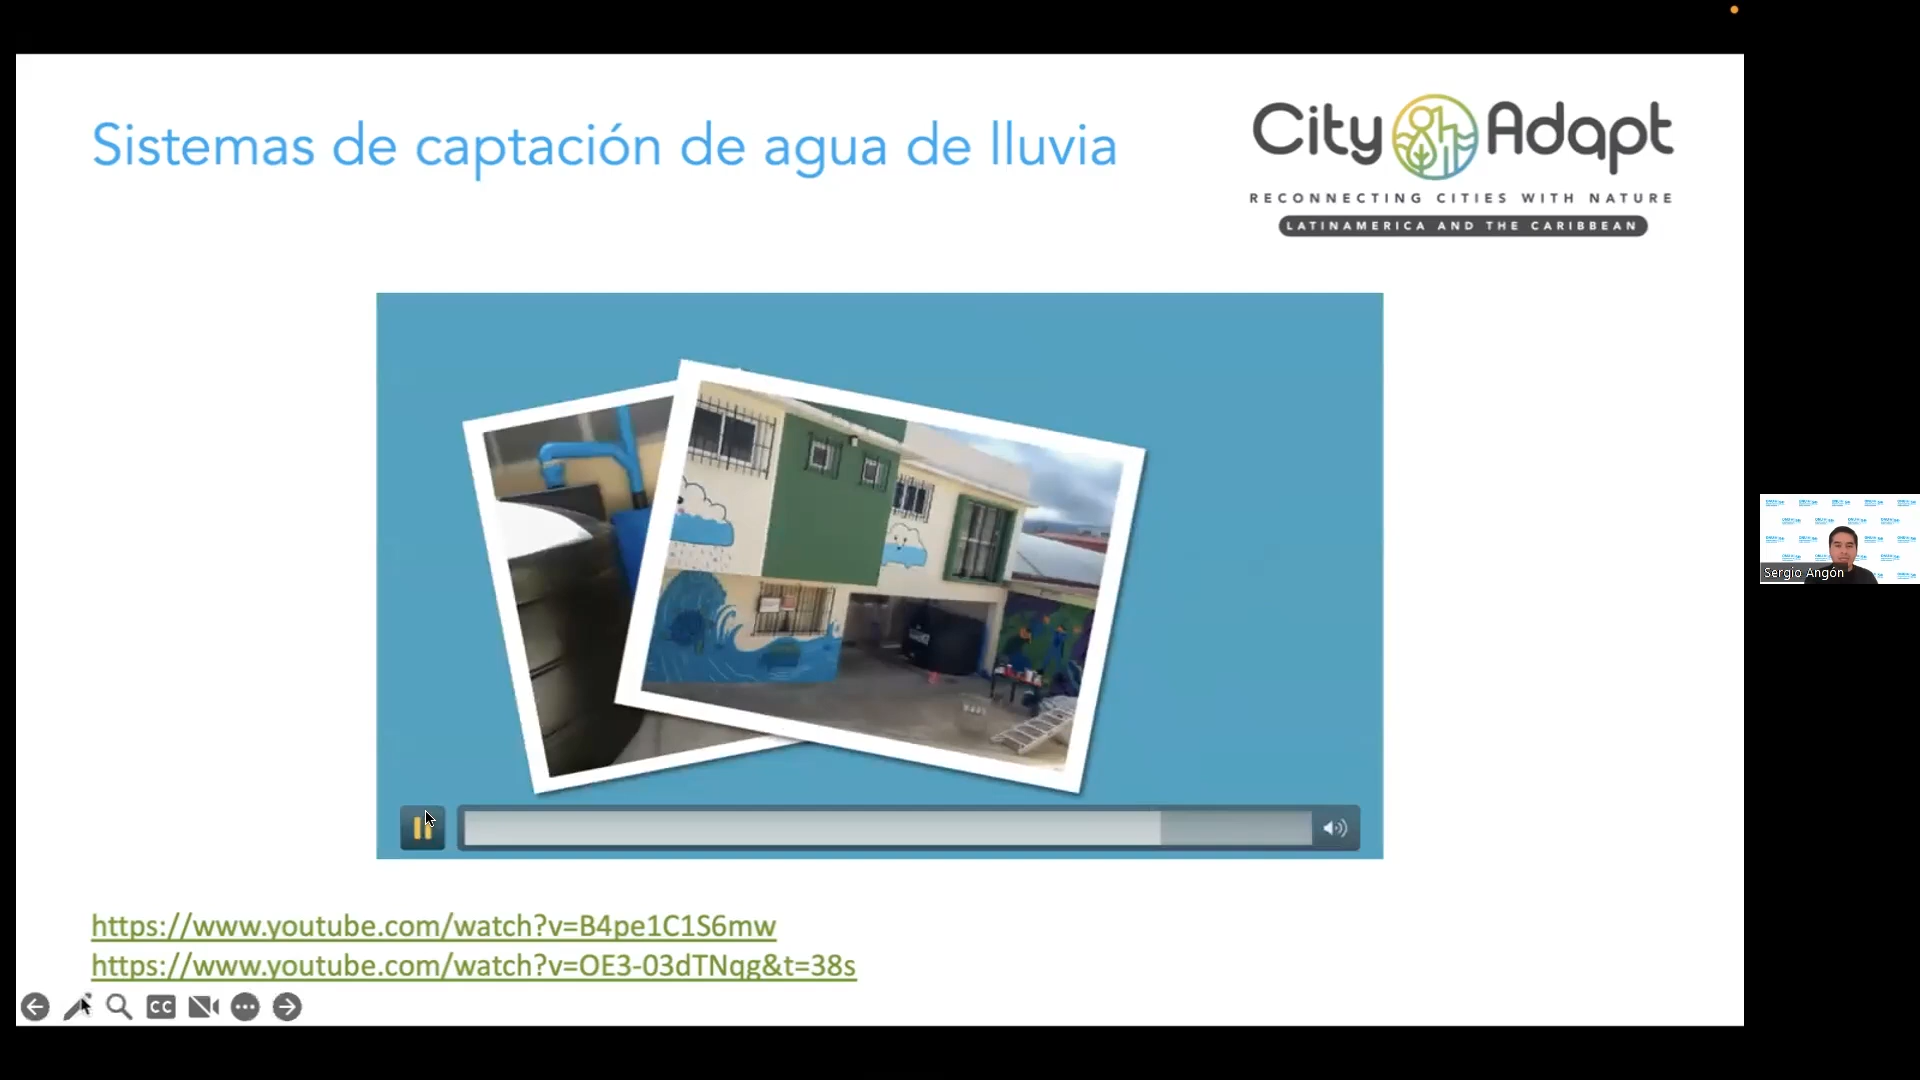 Sistemas de captación de agua de lluvia
City Adapt
RECONNECTING CITIES WITH NATURE
LATINAMERICA AND THE CARIBBEAN
https://www.youtube.com/watch?v=B4pe1C1S6mw
https://www.youtube.com/watch?v=OE3-03dTNqg&t=38s
CC
Sergio Angón